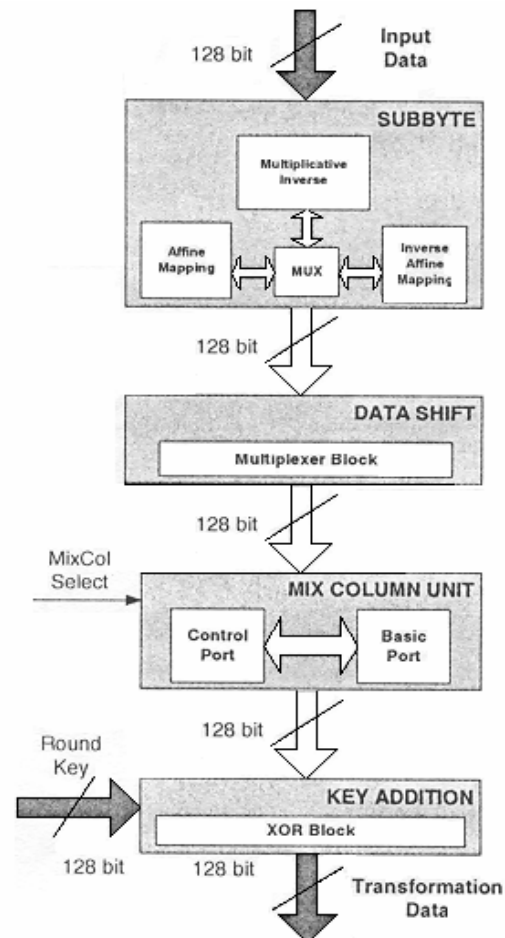 Input
128 bit
Data
SUBBYTE
Multiplicative
Inverse
Affine
Mapping
MUX
Inverse
Affine
Mapping
128 bit
DATA SHIFT
Multiplexer Block
128 bit
MixCol
Select
MIX COLUMN UNIT
Control
Port
Basic
Port
128 bit
Round
Key
KEY ADDITION
XOR Block
128 bit
128 bit
Transformation
Data